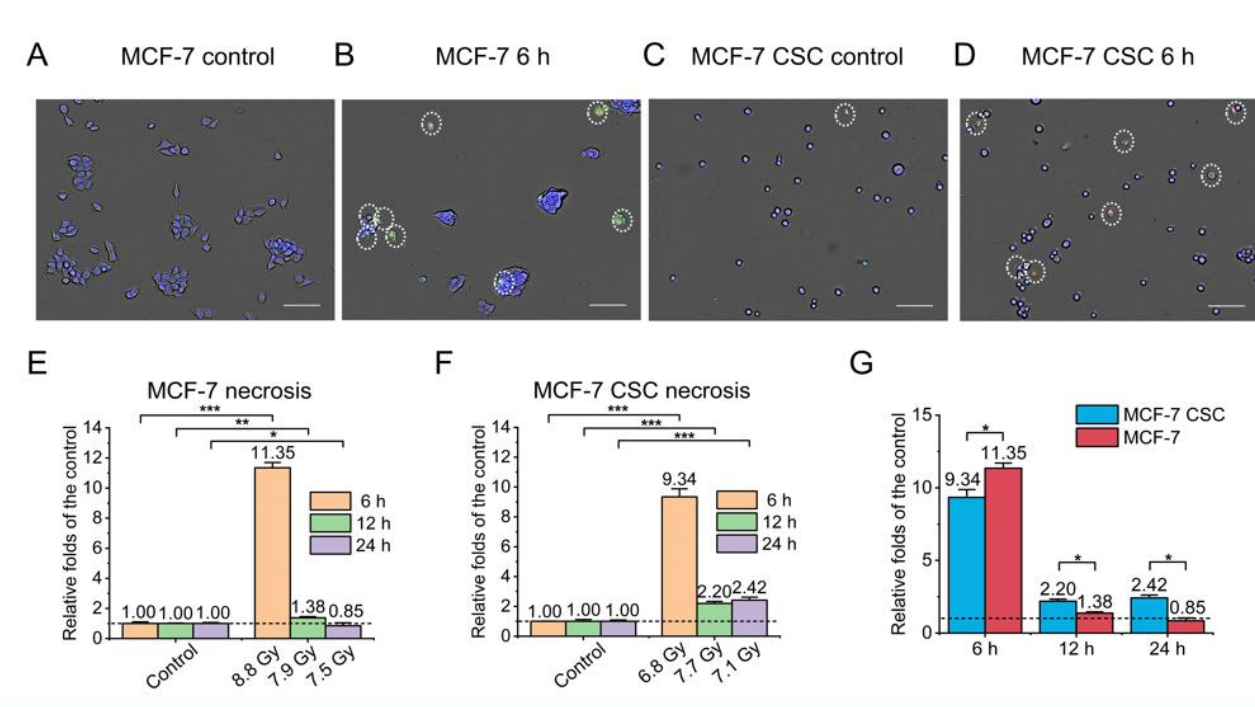 A MCF-7 control
B MCF-7 6 h
C MCF-7 CSC control
D MCF-7 CSC 6 h
E
MCF-7 necrosis
***
**
*
Relative folds of the control
14
12
10
8
6
4
2
0
1.00 1.00 1.00
11.35
1.38
0.85
6 h
12 h
24 h
Control
8.8 Gy
7.9 Gy
7.5 Gy
F
MCF-7 CSC necrosis
***
***
***
Relative folds of the control
14
12
10
8
6
4
2
0
1.00 1.00 1.00
9.34
2.20
2.42
6 h
12 h
24 h
Control
6.8 Gy
7.7 Gy
7.1 Gy
G
MCF-7 CSC
MCF-7
Relative folds of the control
15
10
5
0
*
9.34
11.35
*
2.20
1.38
*
2.42
0.85
6 h
12 h
24 h